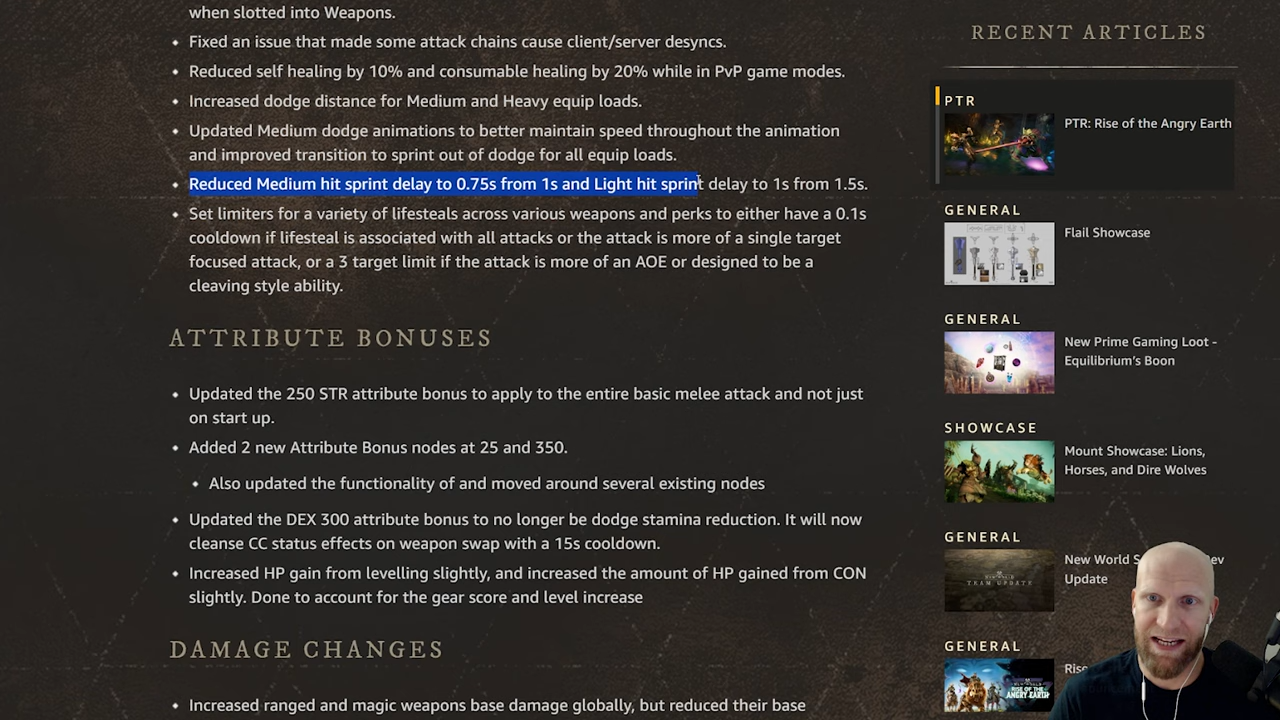 when slotted into Weapons.
Fixed an issue that made some attack chains cause client/server desyncs.
Reduced self healing by 10% and consumable healing by 20% while in PvP game modes.
Increased dodge distance for Medium and Heavy equip loads.
Updated Medium dodge animations to better maintain speed throughout the animation
and improved transition to sprint out of dodge for all equip loads.
Reduced Medium hit sprint delay to 0.75s from 1s and Light hit sprint delay to 1s from 1.5s.
Set limiters for a variety of lifesteals across various weapons and perks to either have a 0.1s
cooldown if lifesteal is associated with all attacks or the attack is more of a single target
focused attack, or a 3 target limit if the attack is more of an AOE or designed to be a
cleaving style ability.
ATTRIBUTE BONUSES
Updated the 250 STR attribute bonus to apply to the entire basic melee attack and not just
on start up.
Added 2 new Attribute Bonus nodes at 25 and 350.
Also updated the functionality of and moved around several existing nodes
Updated the DEX 300 attribute bonus to no longer be dodge stamina reduction. It will now
cleanse CC status effects on weapon swap with a 15s cooldown.
Increased HP gain from levelling slightly, and increased the amount of HP gained from CON
slightly. Done to account for the gear score and level increase
DAMAGE CHANGES
Increased ranged and magic weapons base damage globally, but reduced their base
RECENT ARTICLES
PTR
PTR: Rise of the Angry Earth
GENERAL
Flail Showcase
GENERAL
New Prime Gaming Loot -
Equilibrium's Boon
SHOWCASE
Mount Showcase: Lions,
Horses, and Dire Wolves
GENERAL
New World
Update
TEAM UPDATE
GENERAL
RISE OF THE
ANGRY EARTH